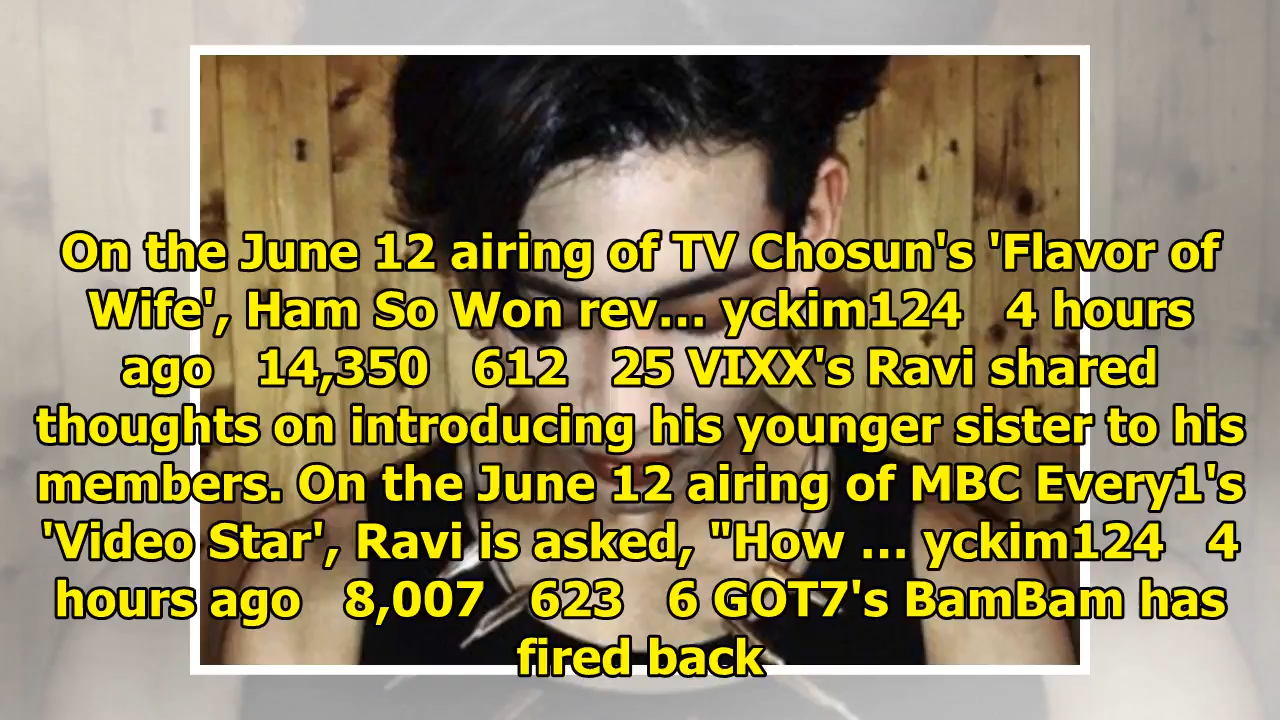 On the June 12 airing of TV Chosun's 'Flavor of
Wife', Ham So Won rev... yckim124 4 hours
ago 14,350 612 25 VIXX's Ravi shared
thoughts on introducing his younger sister to his
members. On the June 12 airing of MBC Every1's
'Video Star', Ravi is asked, "How ... yckim124 4
hours ago 8,007 623 6 GOT7's BamBam has
fired back